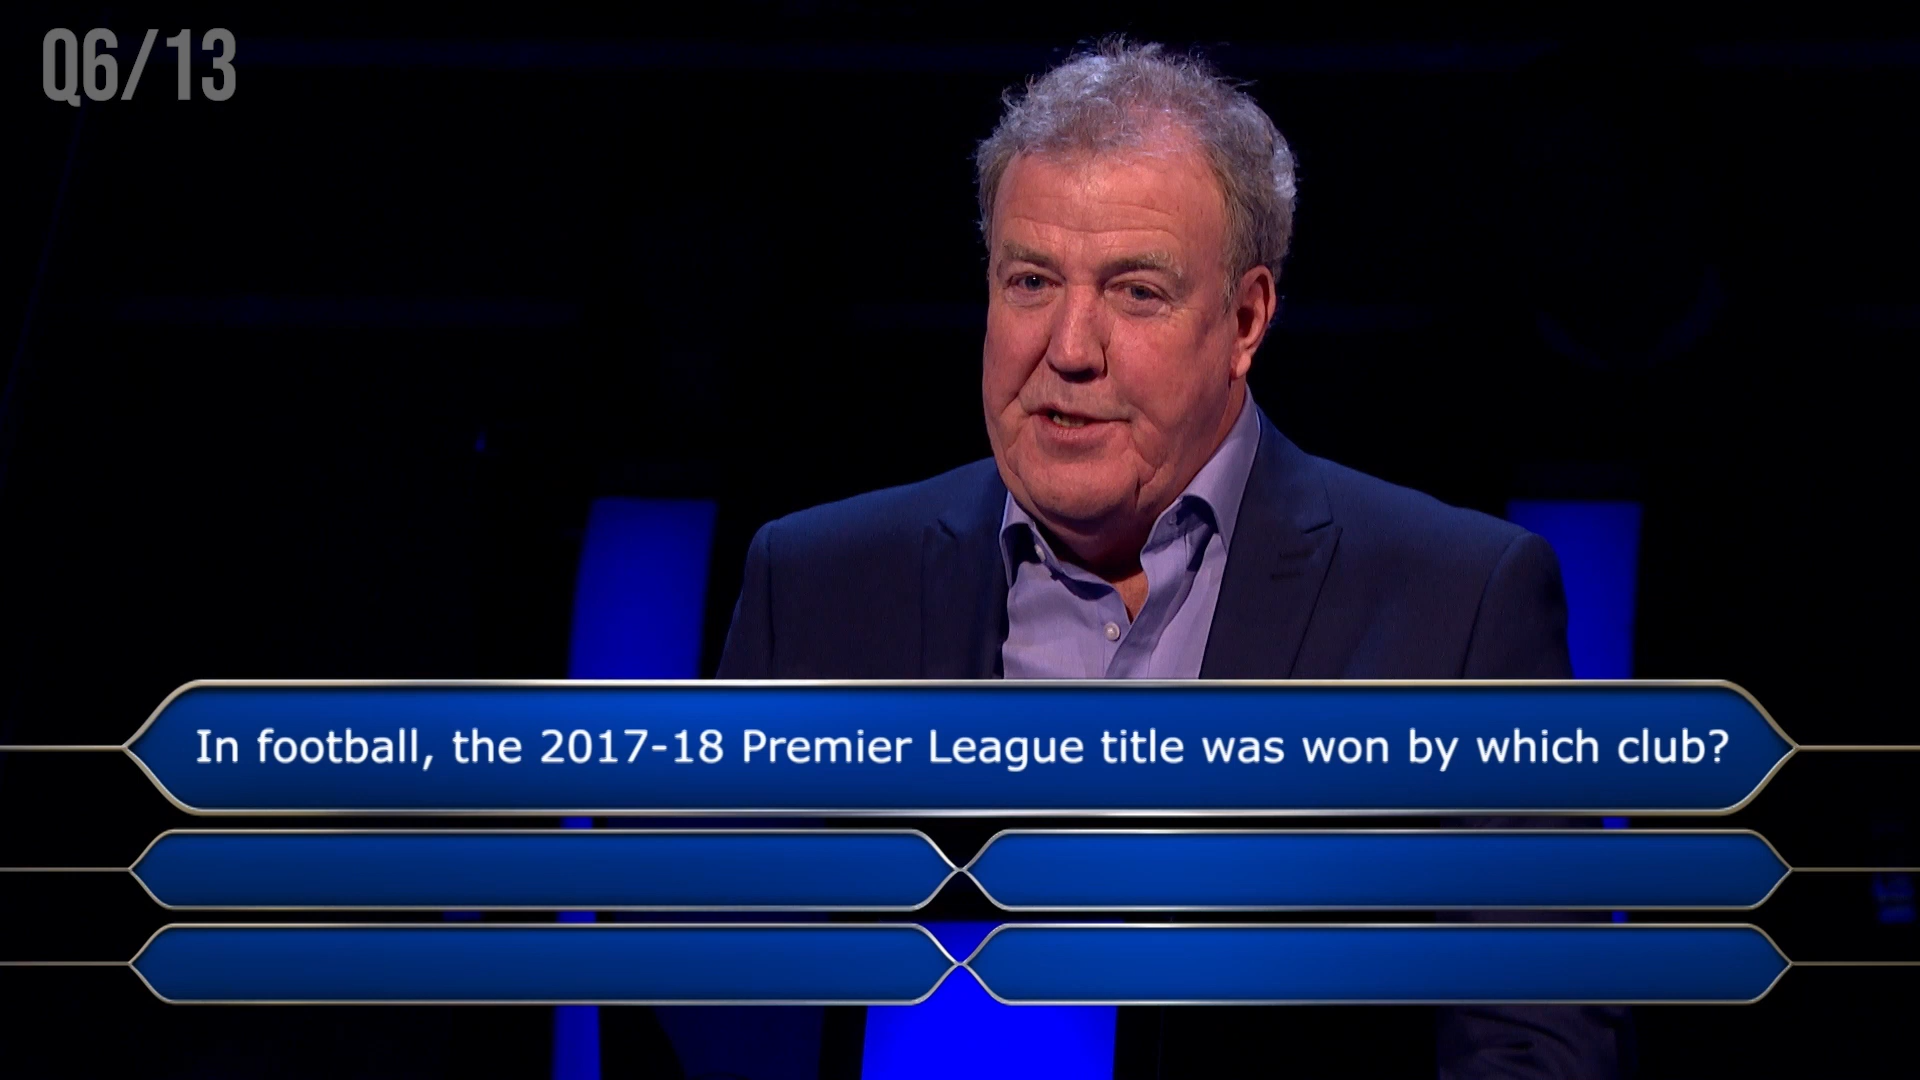 Q6/13
In football, the 2017-18 Premier League title was won by which club?